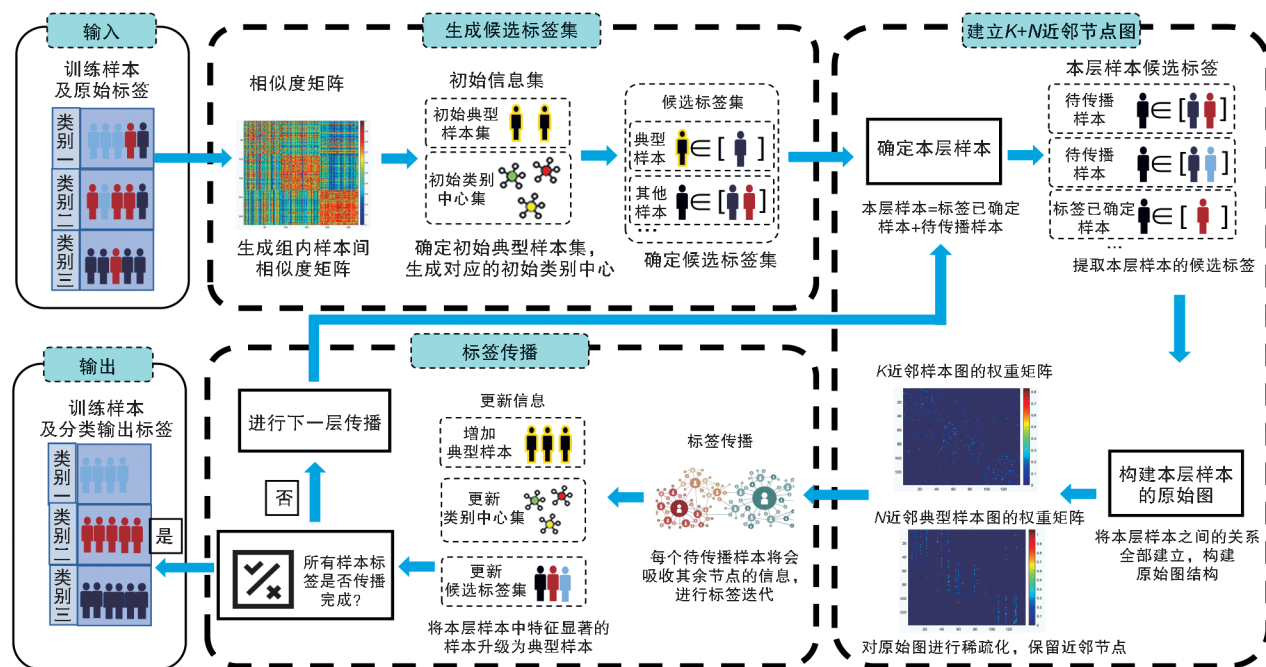 输入
训练样本
及原始标签
类别一
类别二
类别三
生成候选标签集
相似度矩阵
生成组内样本间
相似度矩阵
初始信息集
初始典型
样本集
初始类别
中心集
确定初始典型样本集，
生成对应的初始类别中心
候选标签集
典型
样本
∈[ ]
其他
样本
∈[ ]
…
确定候选标签集
建立K+N近邻节点图
确定本层样本
本层样本=标签已确定
样本+待传播样本
本层样本候选标签
待传播
样本
∈[ ]
待传播
样本
∈[ ]
标签已确定
样本
∈[ ]
…
提取本层样本的候选标签
构建本层样本
的原始图
将本层样本之间的关系
全部建立，构建
原始图结构
K近邻样本图的权重矩阵
N近邻典型样本图的权重矩阵
对原始图进行稀疏化，保留近邻节点
标签传播
标签传播
每个待传播样本将会
吸收其余节点的信息，
进行标签迭代
更新信息
增加
典型样本
更新
类别中心集
更新
候选标签集
将本层样本中特征显著的
样本升级为典型样本
所有样本标
签是否传播
完成？
否
进行下一层传播
是
输出
训练样本
及分类输出标签
类别一
类别二
类别三